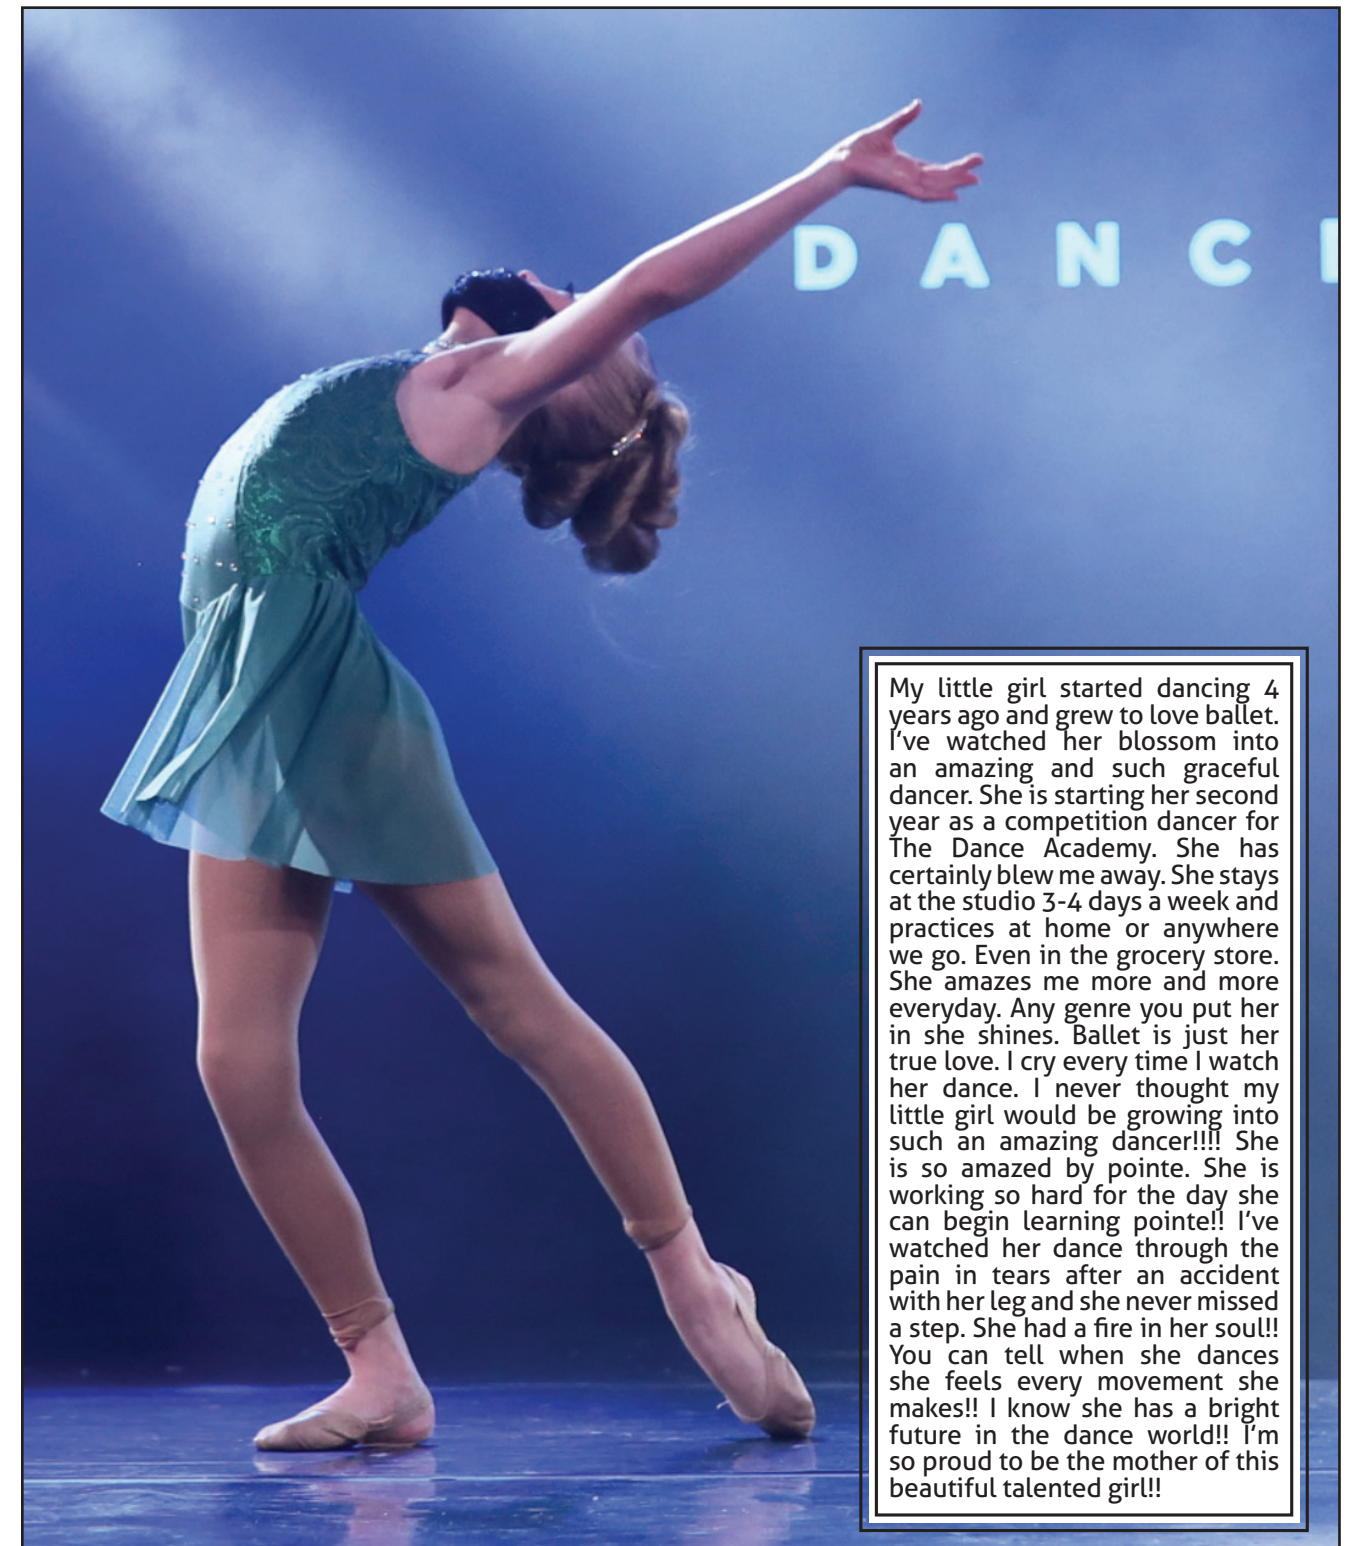 DANC
My little girl started dancing 4
years ago and grew to love ballet.
I've watched her blossom into
an amazing and such graceful
dancer. She is starting her second
year as a competition dancer for
The Dance Academy. She has
certainly blew me away. She stays
at the studio 3-4 days a week and
practices at home or anywhere
we go. Even in the grocery store.
She amazes me more and more
everyday. Any genre you put her
in she shines. Ballet is just her
true love. I cry every time I watch
her dance. I never thought my
little girl would be growing into
such an amazing dancer!!!! She
is so amazed by pointe. She is
working so hard for the day she
can begin learning pointe!! I've
watched her dance through the
pain in tears after an accident
with her leg and she never missed
a step. She had a fire in her soul!!
You can tell when she dances
she feels every movement she
makes!! I know she has a bright
future in the dance world!! I'm
so proud to be the mother of this
beautiful talented girl!!